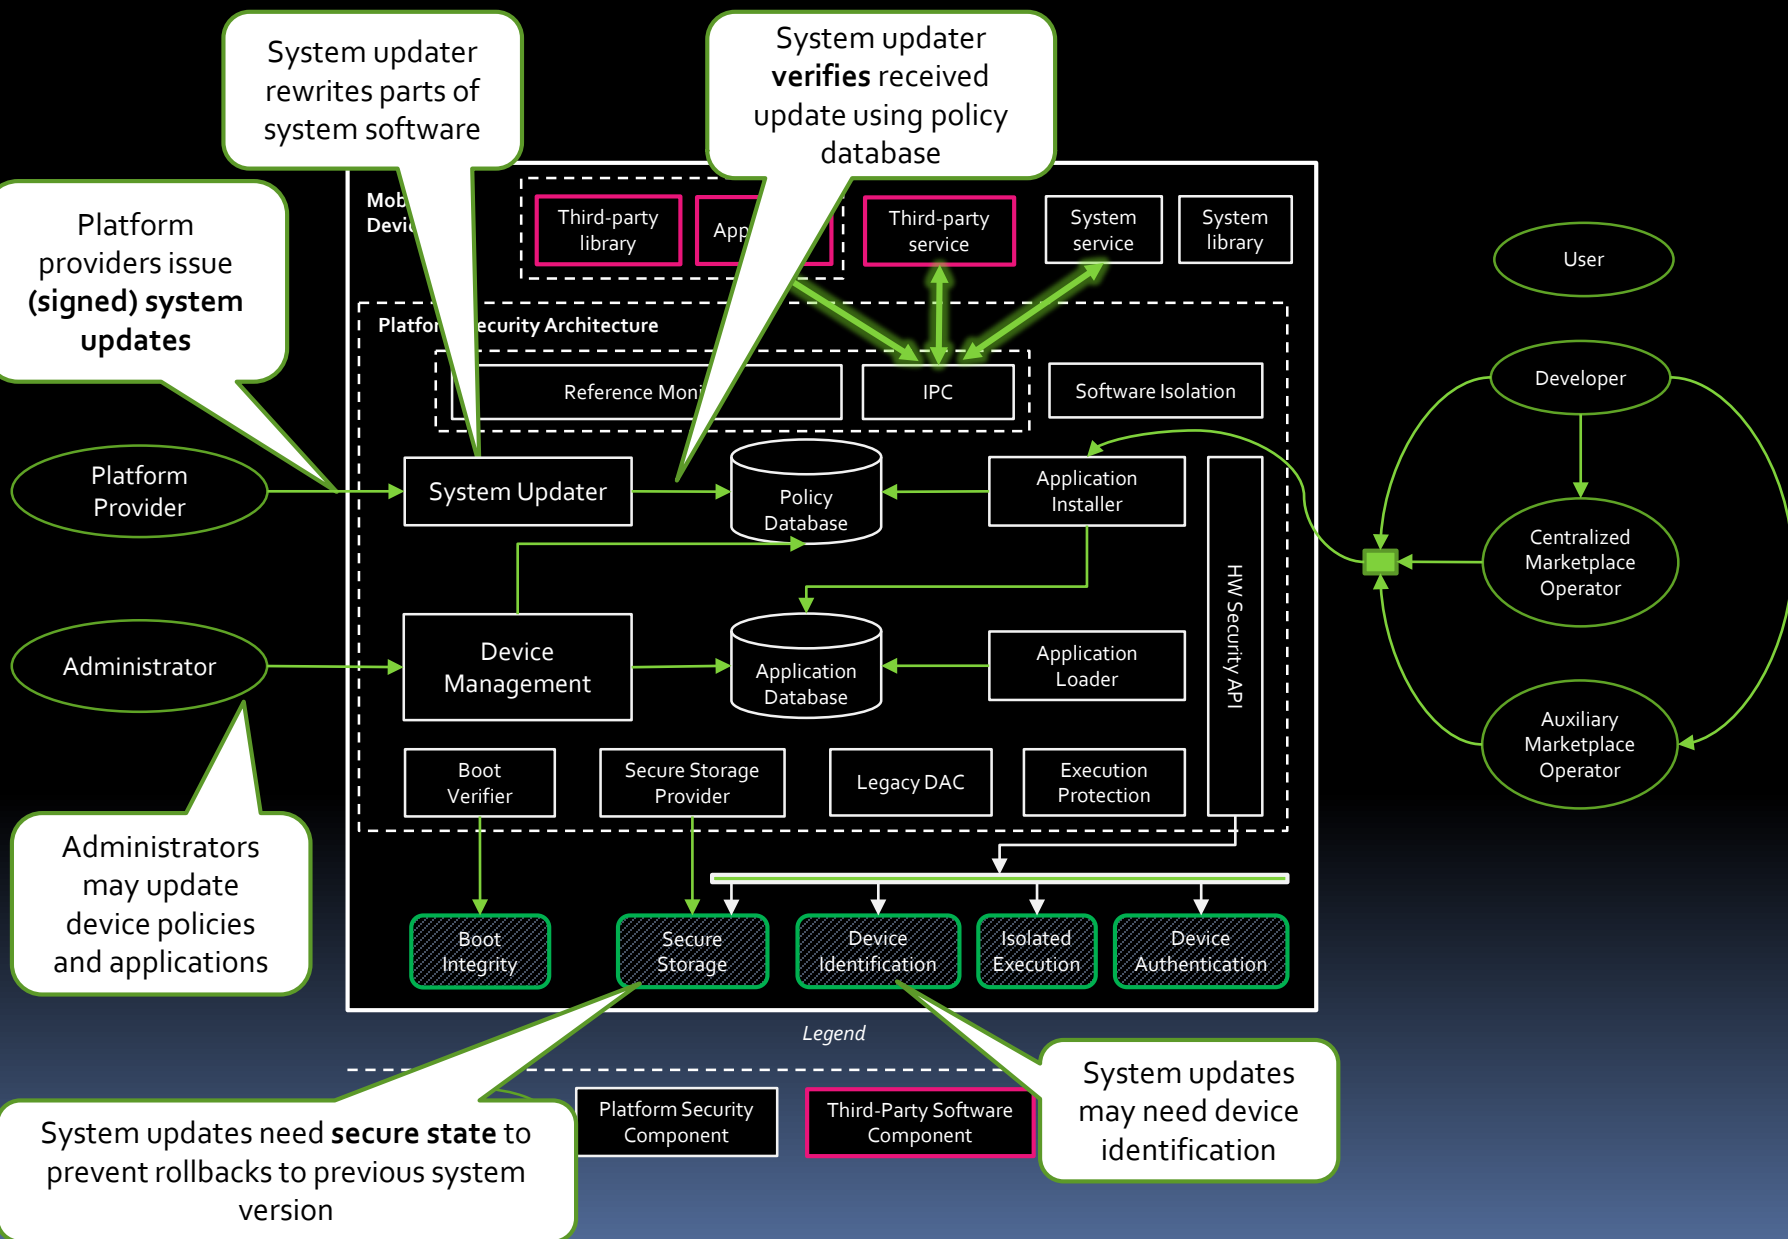 System updater
rewrites parts of
system software
System updater
verifies received
update using policy
database
Platform
providers issue
(signed) system
updates
Mob
Devic
Third-party
library
App
Third-party
service
System
service
System
library
User
Platfor
ecurity Architecture
Reference Moni
IPC
Software Isolation
Developer
Platform
Provider
System Updater
Policy
Database
Application
Installer
Centralized
Marketplace
Operator
HW Security API
Administrator
Device
Management
Application
Database
Application
Loader
Auxiliary
Marketplace
Operator
Boot
Verifier
Secure Storage
Provider
Legacy DAC
Execution
Protection
Administrators
may update
device policies
and applications
Boot
Integrity
Secure
Storage
Device
Identification
Isolated
Execution
Device
Authentication
Legend
Platform Security
Component
Third-Party Software
Component
System updates need secure state to
prevent rollbacks to previous system
version
System updates
may need device
identification